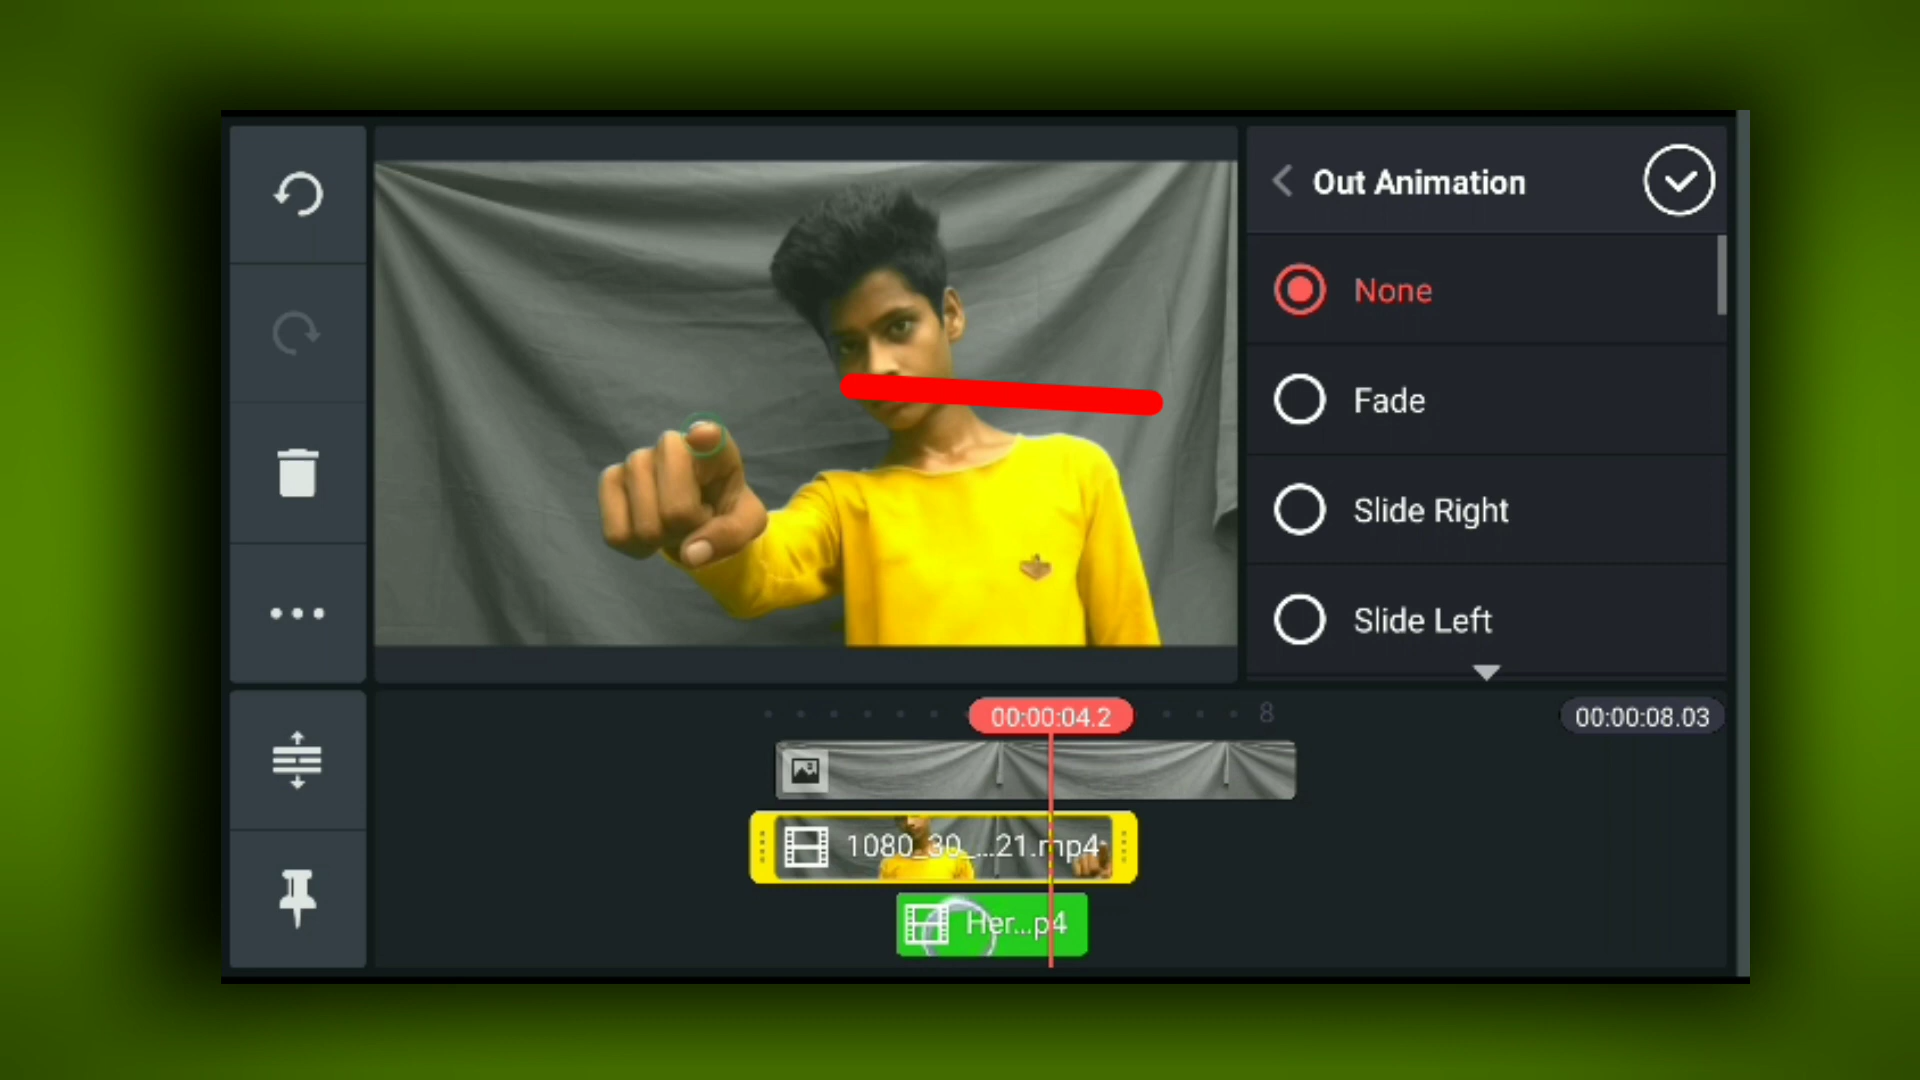 Out Animation
None
Fade
Slide Right
Slide Left
00:00:04.2
8
00:00:08.03
1080_30_...21.mp4
Her...p4